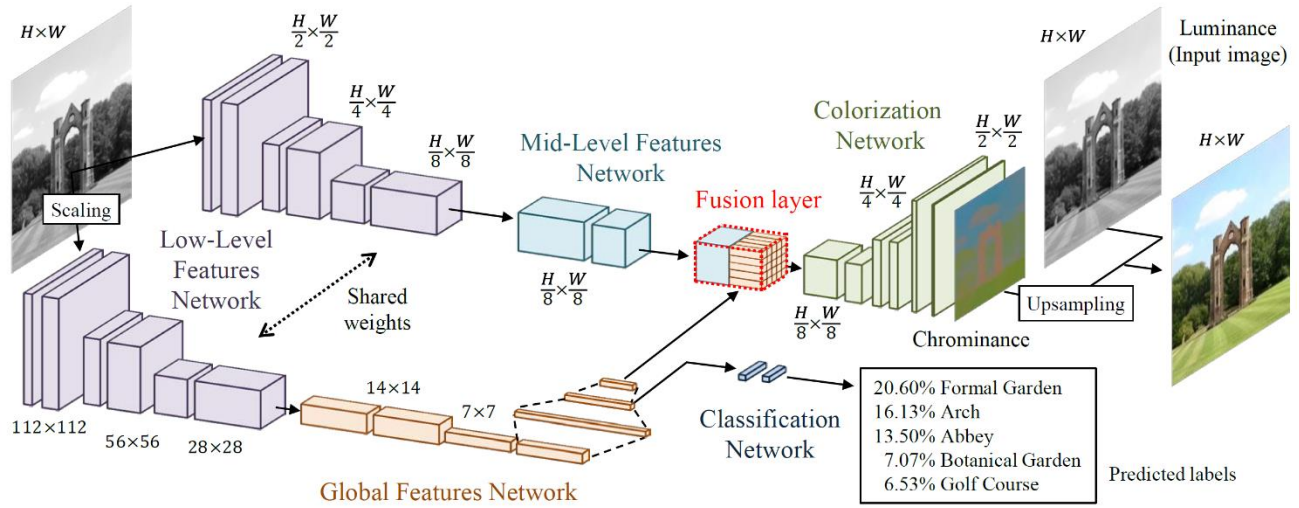 H×W
H/2 × W/2
H/4 × W/4
H/8 × W/8
Scaling
Low-Level
Features
Network
Shared
weights
112×112
56×56
28×28
14×14
7×7
Global Features Network
Mid-Level Features
Network
H/8 × W/8
Fusion layer
Colorization
Network
H/8 × W/8
H/4 × W/4
H/2 × W/2
Chrominance
H×W
Luminance
(Input image)
H×W
Upsampling
Classification
Network
20.60% Formal Garden
16.13% Arch
13.50% Abbey
7.07% Botanical Garden
6.53% Golf Course
Predicted labels